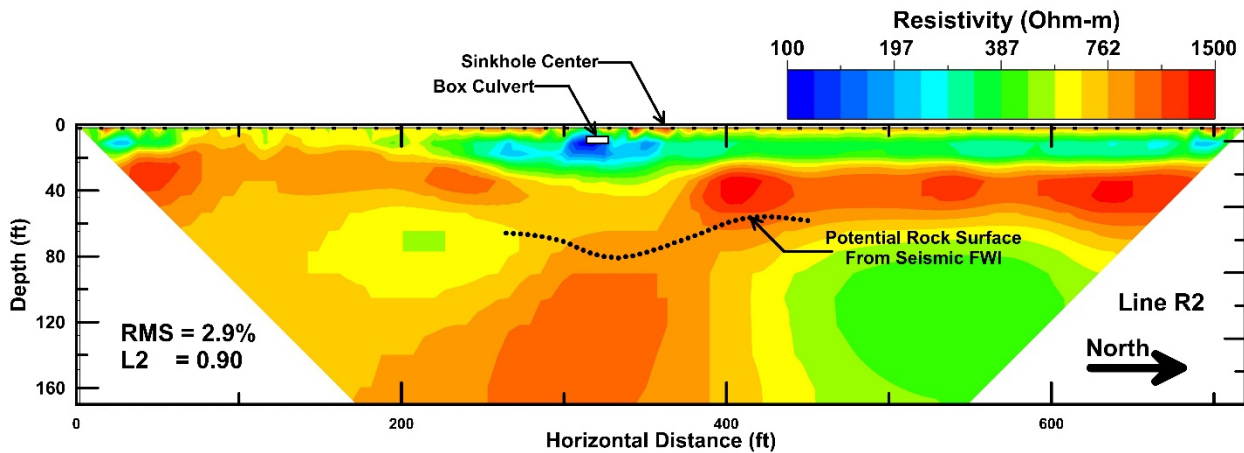 Resistivity (Ohm-m)
100 197 387 762 1500
Sinkhole Center
Box Culvert
0
40
80
120
160
Depth (ft)
Potential Rock Surface
From Seismic FWI
RMS = 2.9%
L2 = 0.90
Line R2
North
0 200 400 600
Horizontal Distance (ft)